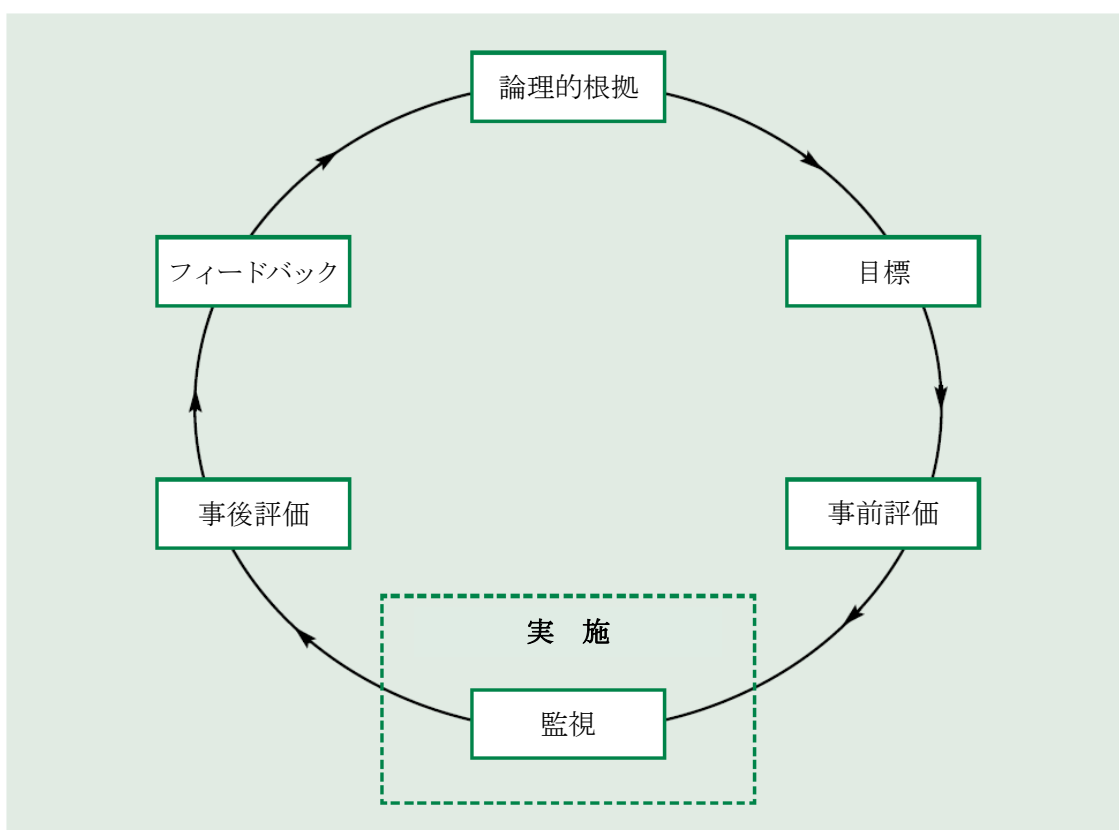 論理的根拠
フィードバック
目標
事後評価
事前評価
実　施
監視